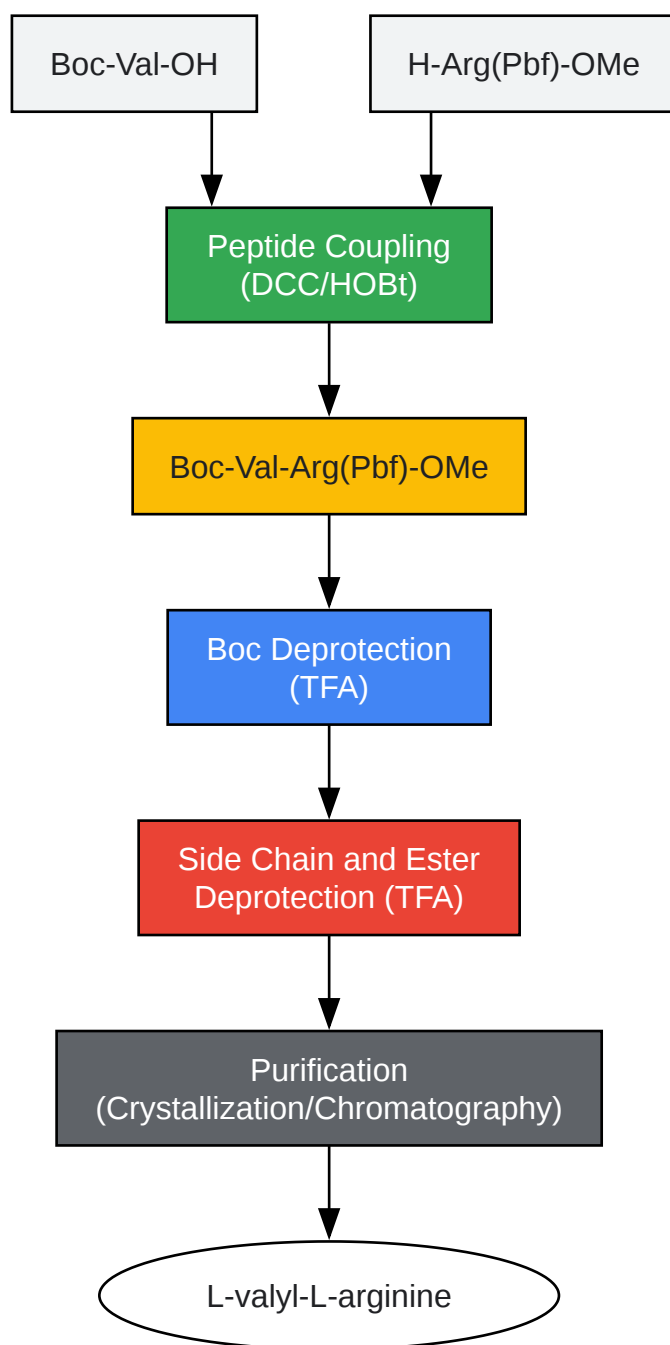 Boc-Val-OH
H-Arg(Pbf)-OMe
Peptide Coupling
(DCC/HOBt)
Boc-Val-Arg(Pbf)-OMe
Boc Deprotection
(TFA)
Side Chain and Ester
Deprotection (TFA)
Purification
(Crystallization/Chromatography)
L-valyl-L-arginine